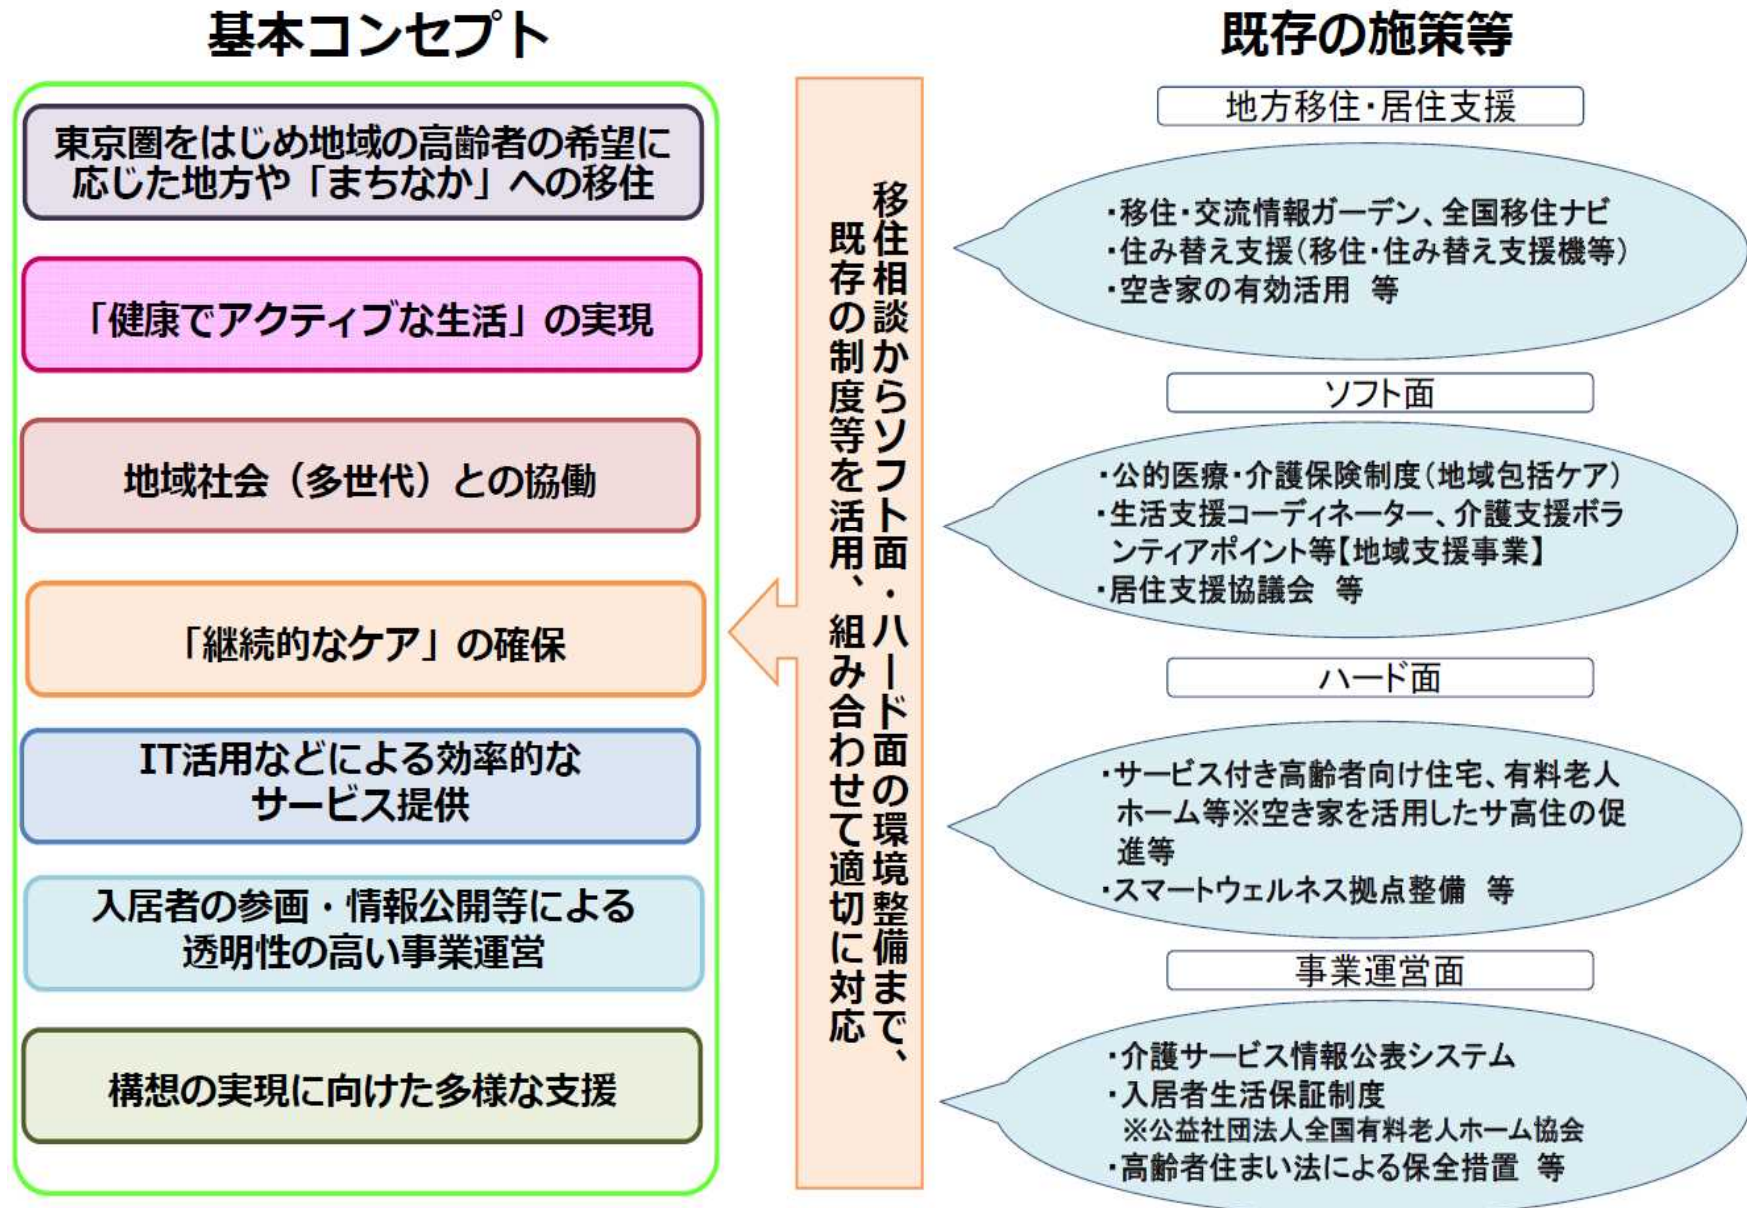 基本コンセプト
東京圏をはじめ地域の高齢者の希望に
応じた地方や「まちなか」への移住
「健康でアクティブな生活」の実現
地域社会（多世代）との協働
「継続的なケア」の確保
IT活用などによる効率的な
サービス提供
入居者の参画・情報公開等による
透明性の高い事業運営
構想の実現に向けた多様な支援
移住相談からソフト面・ハード面の環境整備まで、
既存の制度等を活用、組み合わせて適切に対応
既存の施策等
地方移住・居住支援
・移住・交流情報ガーデン、全国移住ナビ
・住み替え支援（移住・住み替え支援機等）
・空き家の有効活用　等
ソフト面
・公的医療・介護保険制度（地域包括ケア）
・生活支援コーディネーター、介護支援ボラ
ンティアポイント等【地域支援事業】
・居住支援協議会　等
ハード面
・サービス付き高齢者向け住宅、有料老人
ホーム等※空き家を活用したサ高住の促
進等
・スマートウェルネス拠点整備　等
事業運営面
・介護サービス情報公表システム
・入居者生活保証制度
※公益社団法人全国有料老人ホーム協会
・高齢者住まい法による保全措置　等